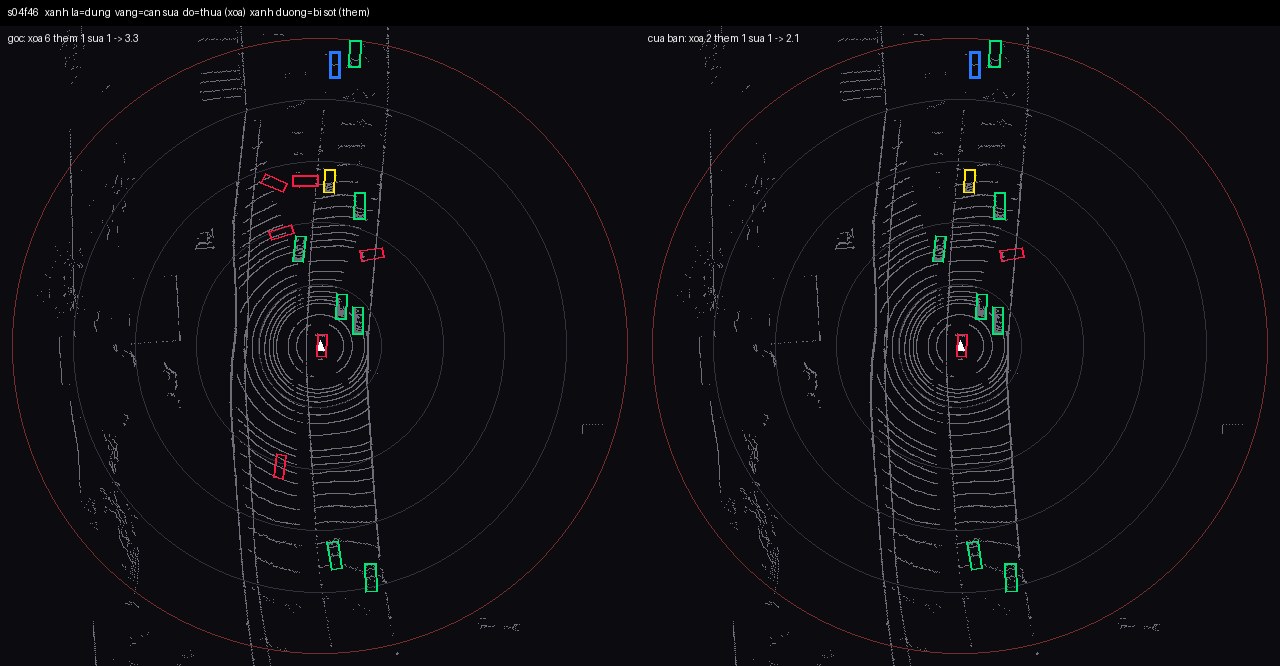 s04f46 xanh la=dung vang=can sua do=thua (xoa) xanh duong=bi sot (them)
goc: xoa 6 them 1 sua 1 -> 3.3
cua ban: xoa 2 them 1 sua 1 -> 2.1